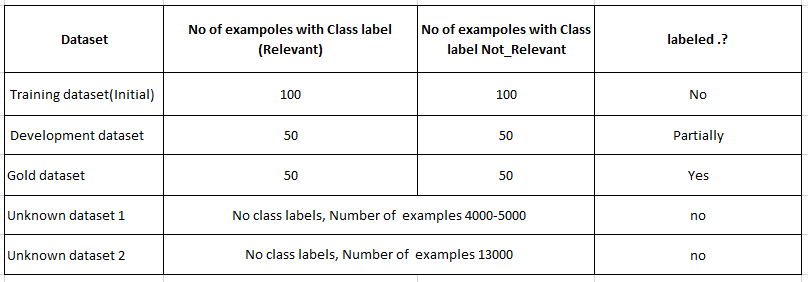 Dataset
No of exampoles with Class label
(Relevant)
No of exampoles with Class
label Not_Relevant
labeled .?
Training dataset(Initial)
100
100
No
Development dataset
50
50
Partially
Gold dataset
50
50
Yes
Unknown dataset 1
No class labels, Number of examples 4000-5000
no
Unknown dataset 2
No class labels, Number of examples 13000
no